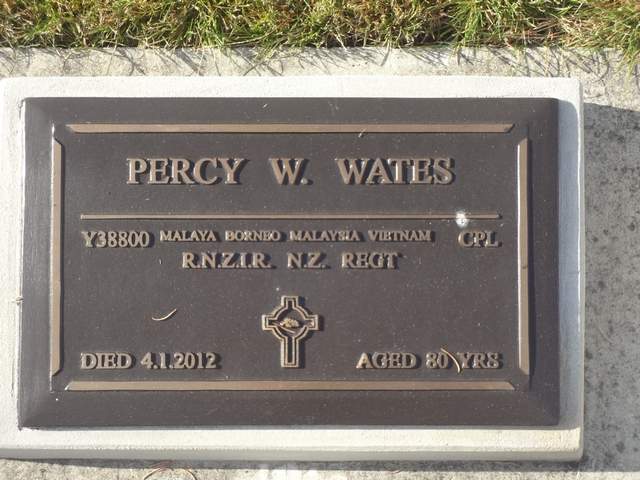 PERCY W. WATES
Y38800 MALAYA BORNEO MALAYSIA VIETNAM CPL
R.N.Z.I.R. N.Z. REGT
DIED 4.1.2012 AGED 80 YRS